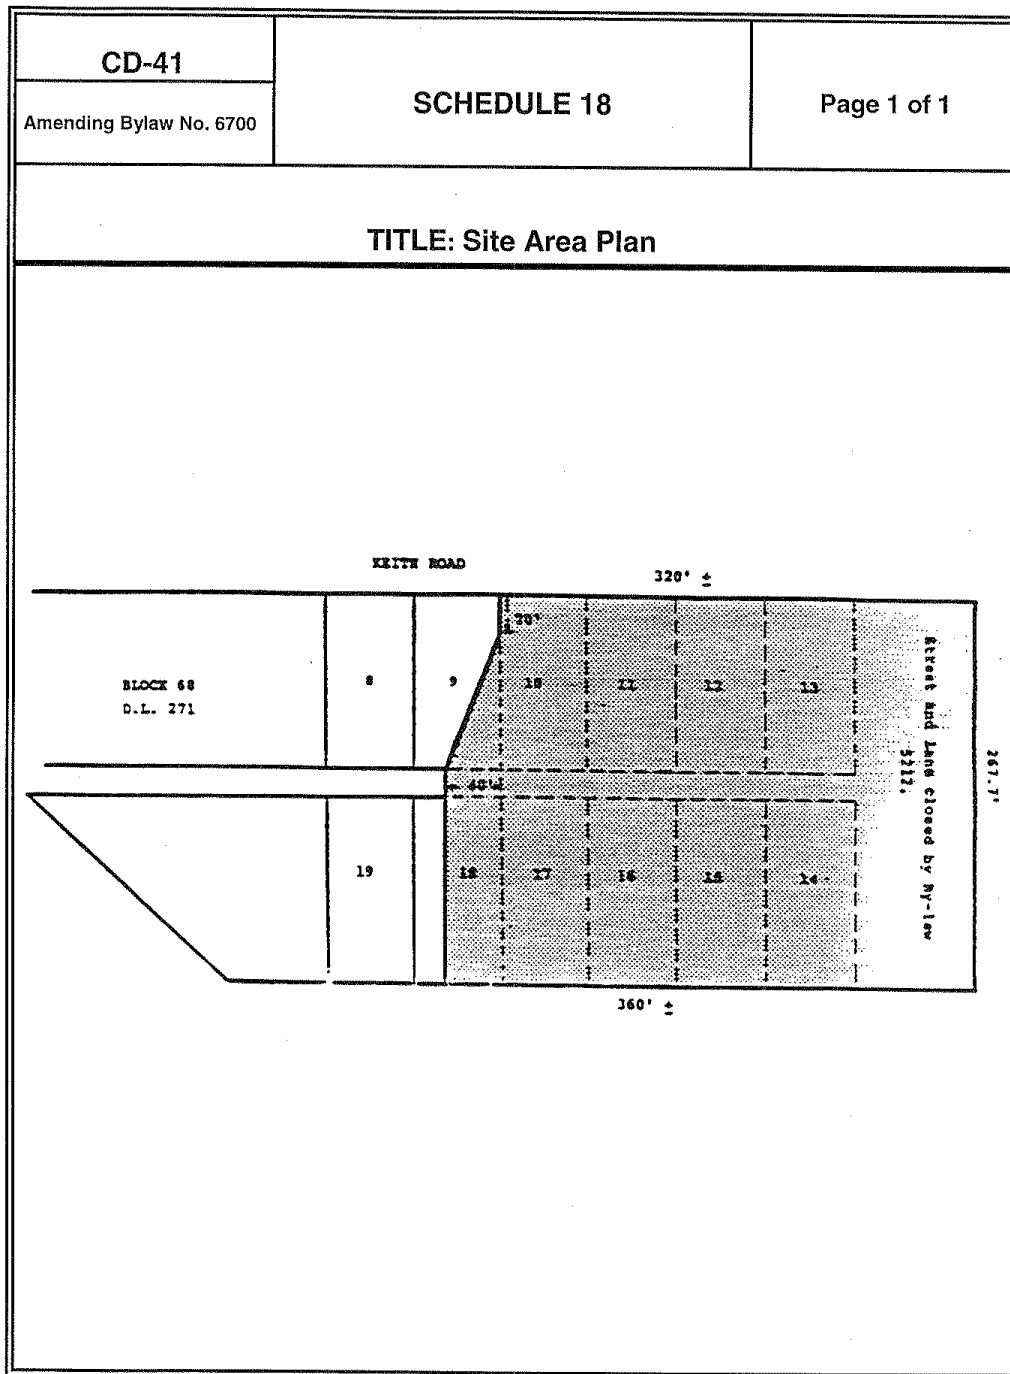 CD-41
Amending Bylaw No. 6700
SCHEDULE 18
Page 1 of 1
TITLE: Site Area Plan
KEITH ROAD
320' ±
BLOCK 68
D.L. 271
8
9
10
11
12
13
40'
19
18
17
16
15
14
Street and Lane Closed by By-law
267.7'
360' ±